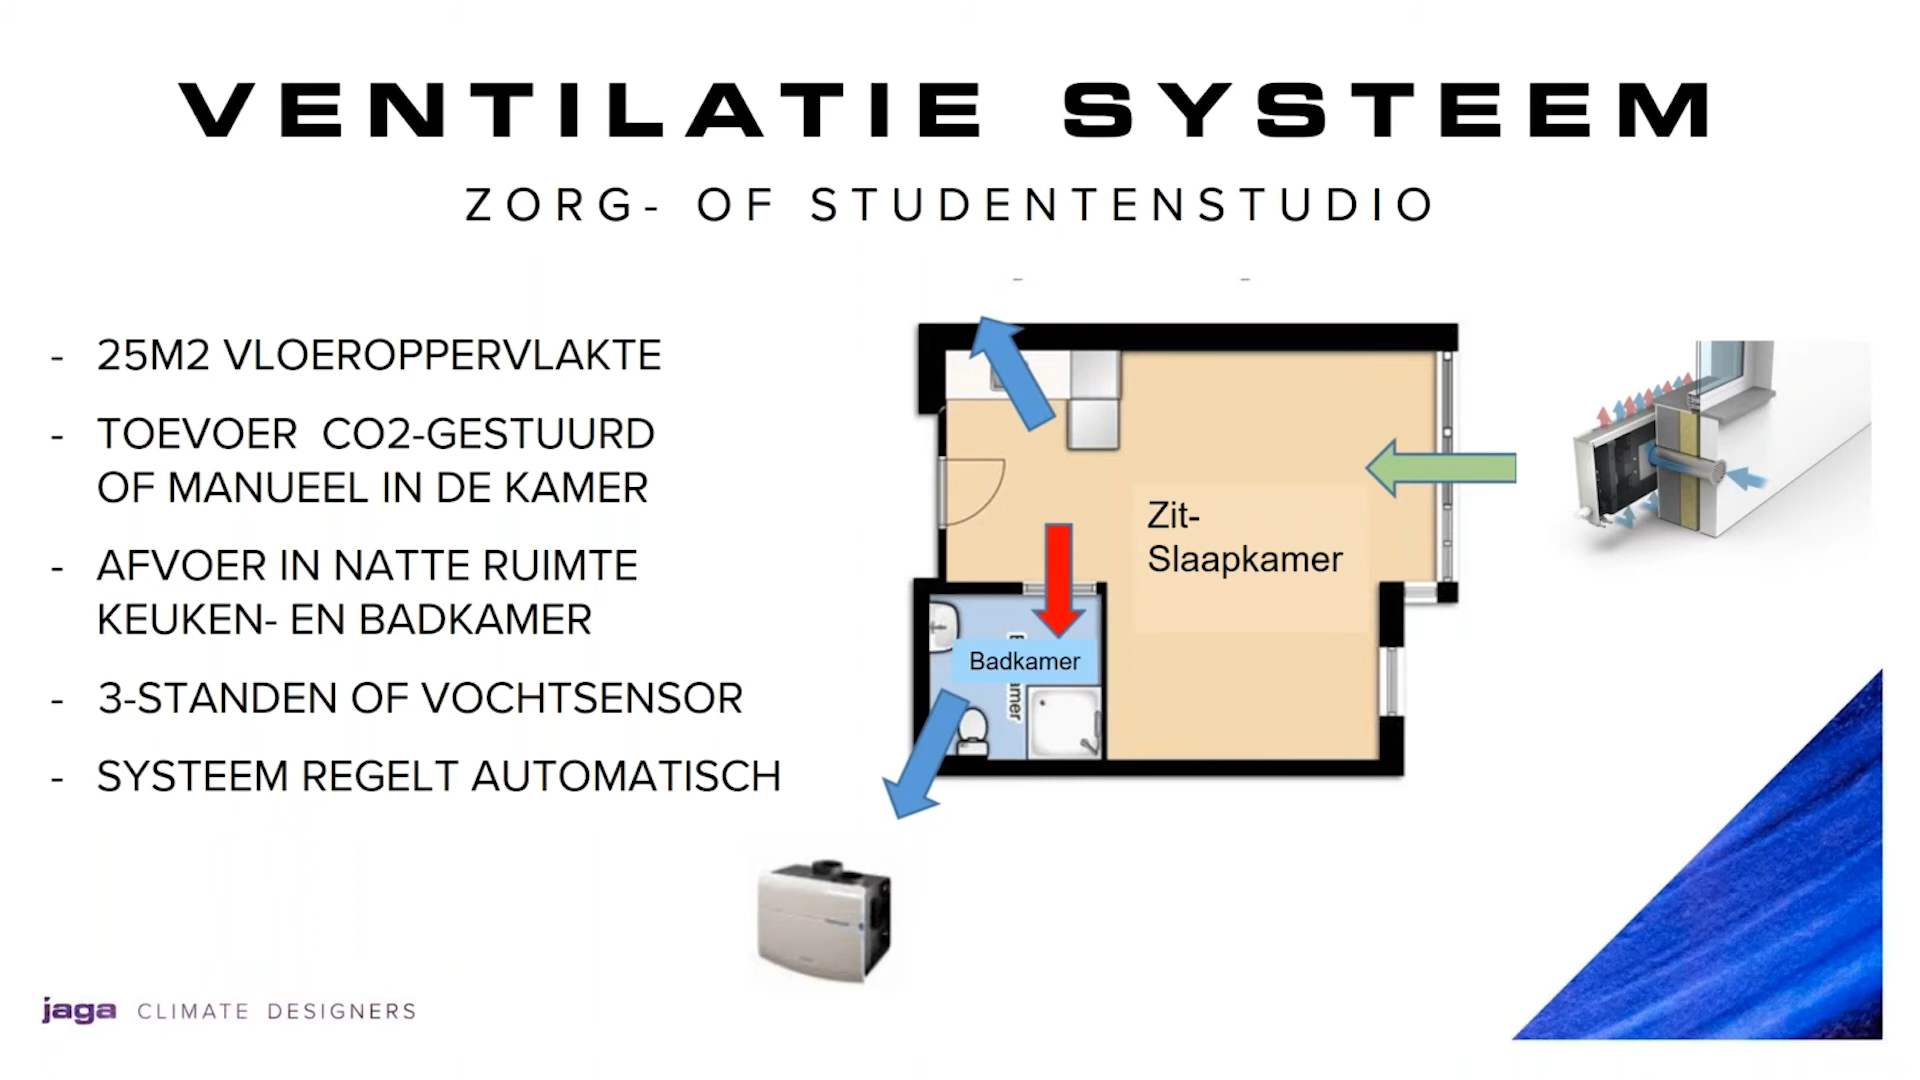 VENTILATIE SYSTEEM
ZORG- OF STUDENTENSTUDIO
- 25M2 VLOEROPPERVLAKTE
- TOEVOER CO2-GESTUURD
OF MANUEEL IN DE KAMER
- AFVOER IN NATTE RUIMTE
KEUKEN- EN BADKAMER
- 3-STANDEN OF VOCHTSENSOR
- SYSTEEM REGELT AUTOMATISCH
Zit-
Slaapkamer
Badkamer
jaga CLIMATE DESIGNERS